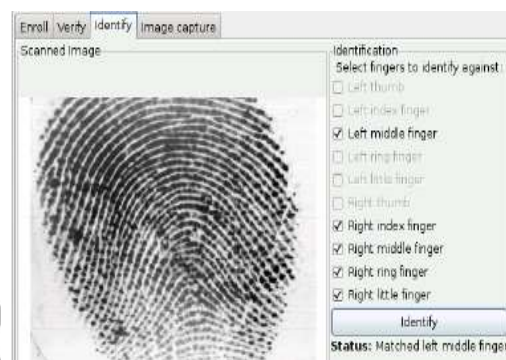 Enroll Verify Identify Image capture
Scanned Image
Identification
Select fingers to identify against:
Left thumb
Left index finger
Left middle finger
Left ring finger
Left little finger
Right thumb
Right index finger
Right middle finger
Right ring finger
Right little finger
Identify
Status: Matched left middle finger